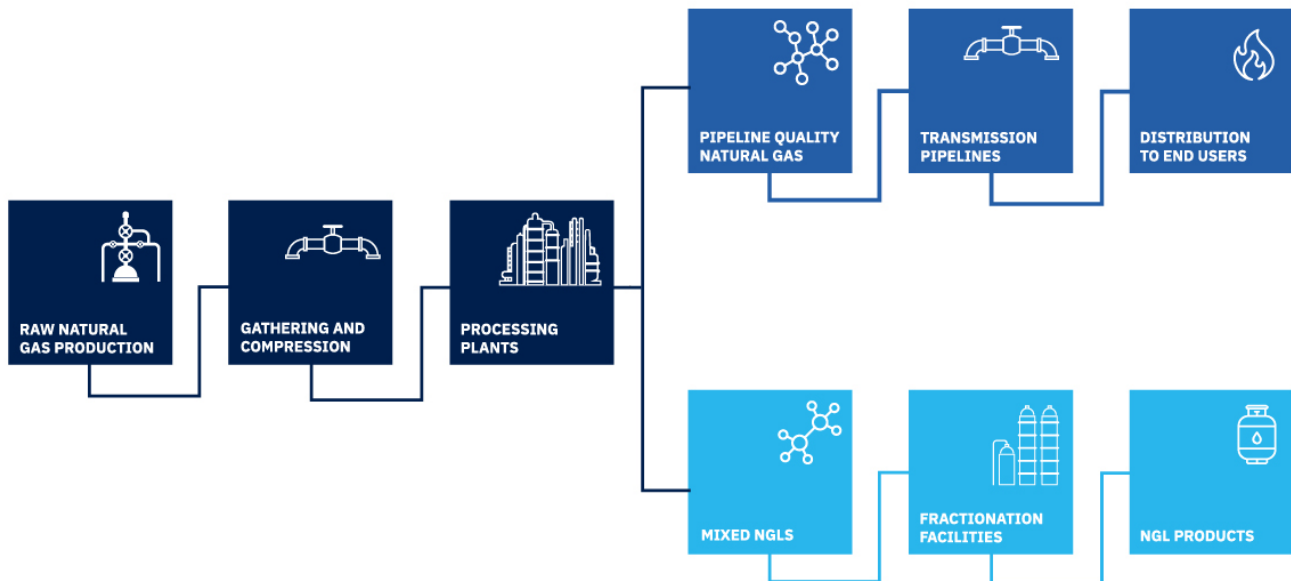 PIPELINE QUALITY
NATURAL GAS
TRANSMISSION
PIPELINES
DISTRIBUTION
TO END USERS
RAW NATURAL
GAS PRODUCTION
GATHERING AND
COMPRESSION
PROCESSING
PLANTS
MIXED NGLS
FRACTIONATION
FACILITIES
NGL PRODUCTS